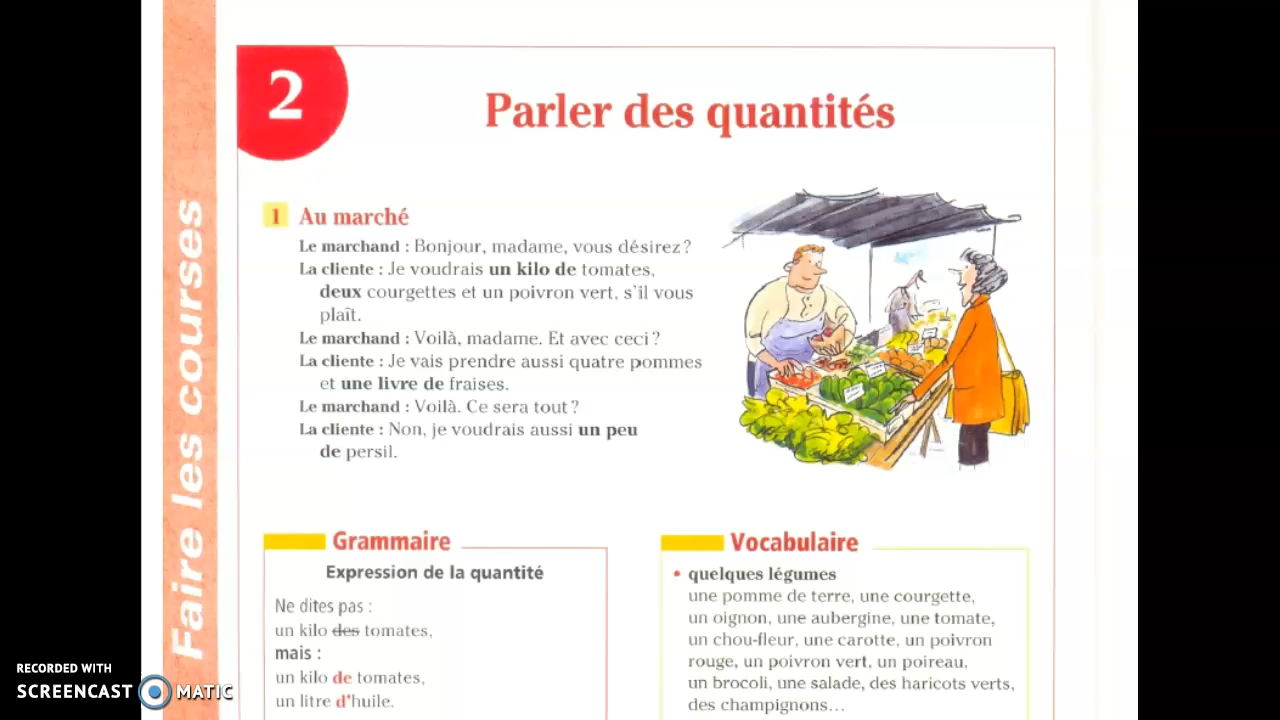 Faire les courses
2
Parler des quantités
1 Au marché
Le marchand : Bonjour, madame, vous désirez ?
La cliente : Je voudrais un kilo de tomates,
deux courgettes et un poivron vert, s'il vous
plaît.
Le marchand : Voilà, madame. Et avec ceci ?
La cliente : Je vais prendre aussi quatre pommes
et une livre de fraises.
Le marchand : Voilà. Ce sera tout ?
La cliente : Non, je voudrais aussi un peu
de persil.
Grammaire
Expression de la quantité
Ne dites pas :
un kilo des tomates,
mais :
un kilo de tomates,
un litre d'huile.
Vocabulaire
• quelques légumes
une pomme de terre, une courgette,
un oignon, une aubergine, une tomate,
un chou-fleur, une carotte, un poivron
rouge, un poivron vert, un poireau,
un brocoli, une salade, des haricots verts,
des champignons...
RECORDED WITH
SCREENCAST MATIC